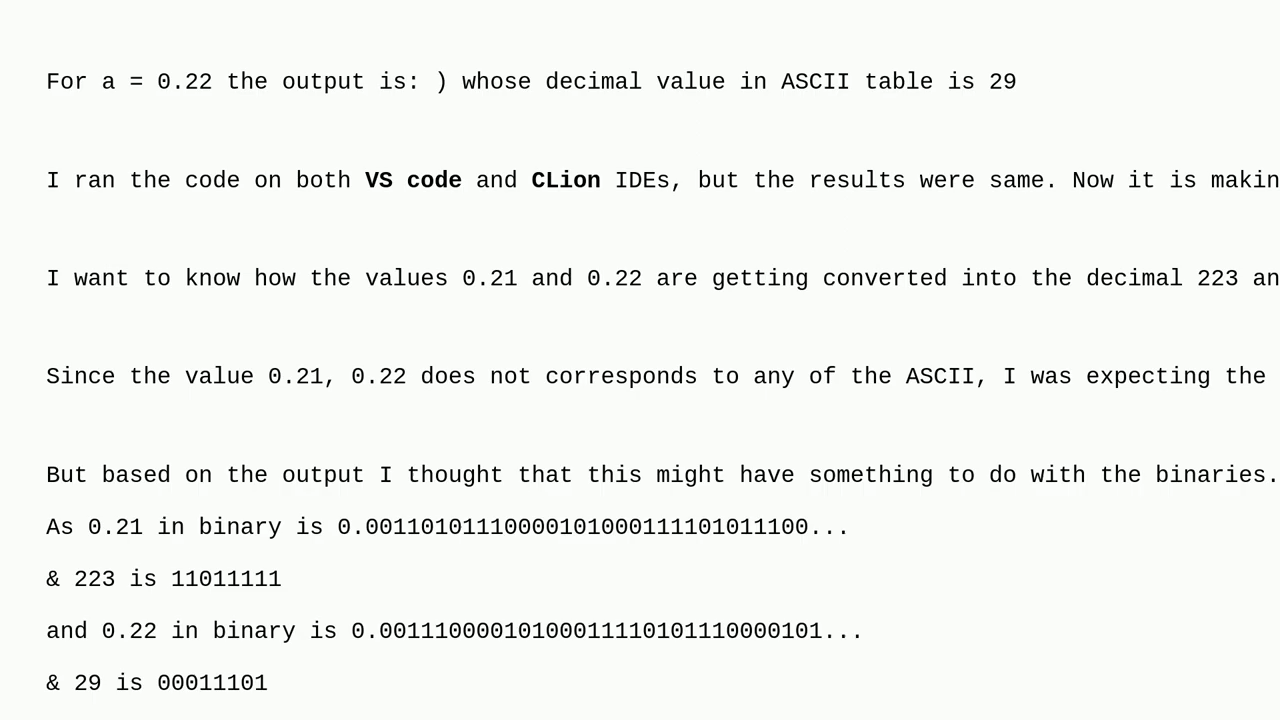 For a = 0.22 the output is: ) whose decimal value in ASCII table is 29
I ran the code on both VS code and CLion IDEs, but the results were same. Now it is makin
I want to know how the values 0.21 and 0.22 are getting converted into the decimal 223 an
Since the value 0.21, 0.22 does not corresponds to any of the ASCII, I was expecting the
But based on the output I thought that this might have something to do with the binaries.
As 0.21 in binary is 0.00110101110000101000111101011100...
& 223 is 11011111
and 0.22 in binary is 0.0011100001010001111010111​0000101...
& 29 is 00011101